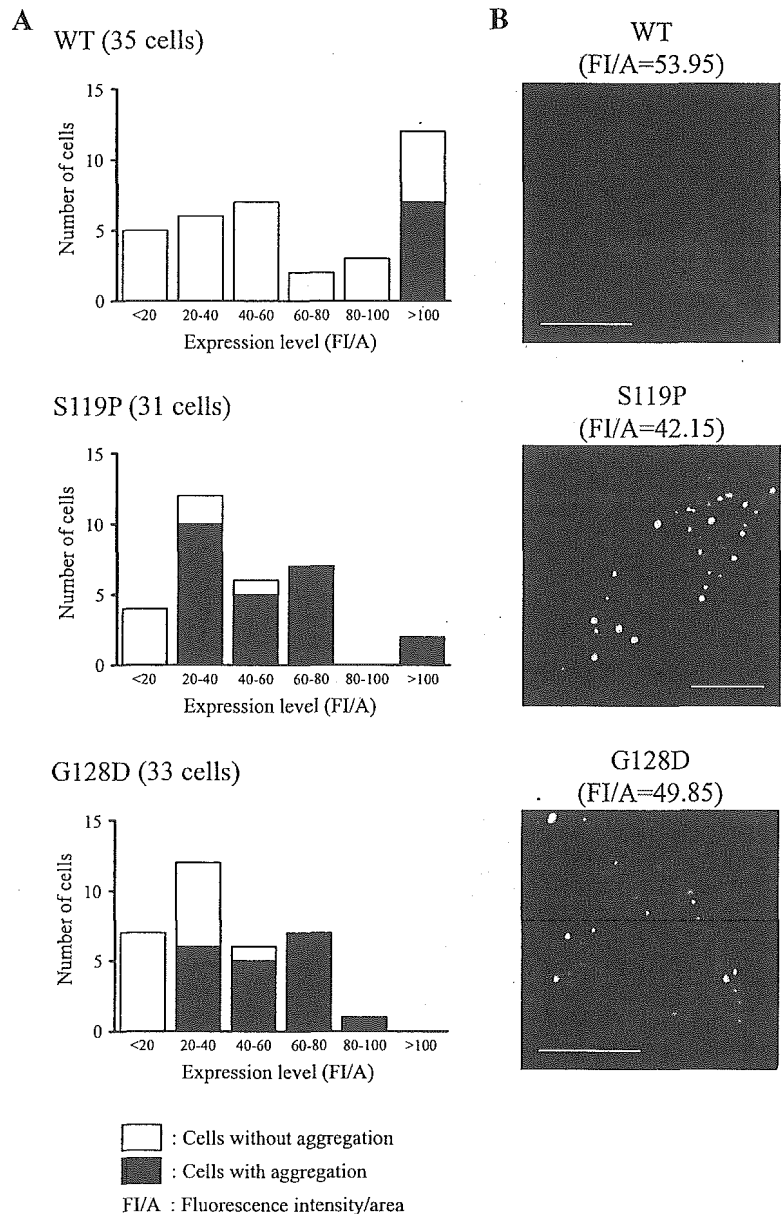 A
WT (35 cells)
15
10
5
0
Number of cells
<20 20-40 40-60 60-80 80-100 >100
Expression level (FI/A)
S119P (31 cells)
15
10
5
0
Number of cells
<20 20-40 40-60 60-80 80-100 >100
Expression level (FI/A)
G128D (33 cells)
15
10
5
0
Number of cells
<20 20-40 40-60 60-80 80-100 >100
Expression level (FI/A)
: Cells without aggregation
: Cells with aggregation
FI/A : Fluorescence intensity/area
B
WT
(FI/A=53.95)
S119P
(FI/A=42.15)
G128D
(FI/A=49.85)